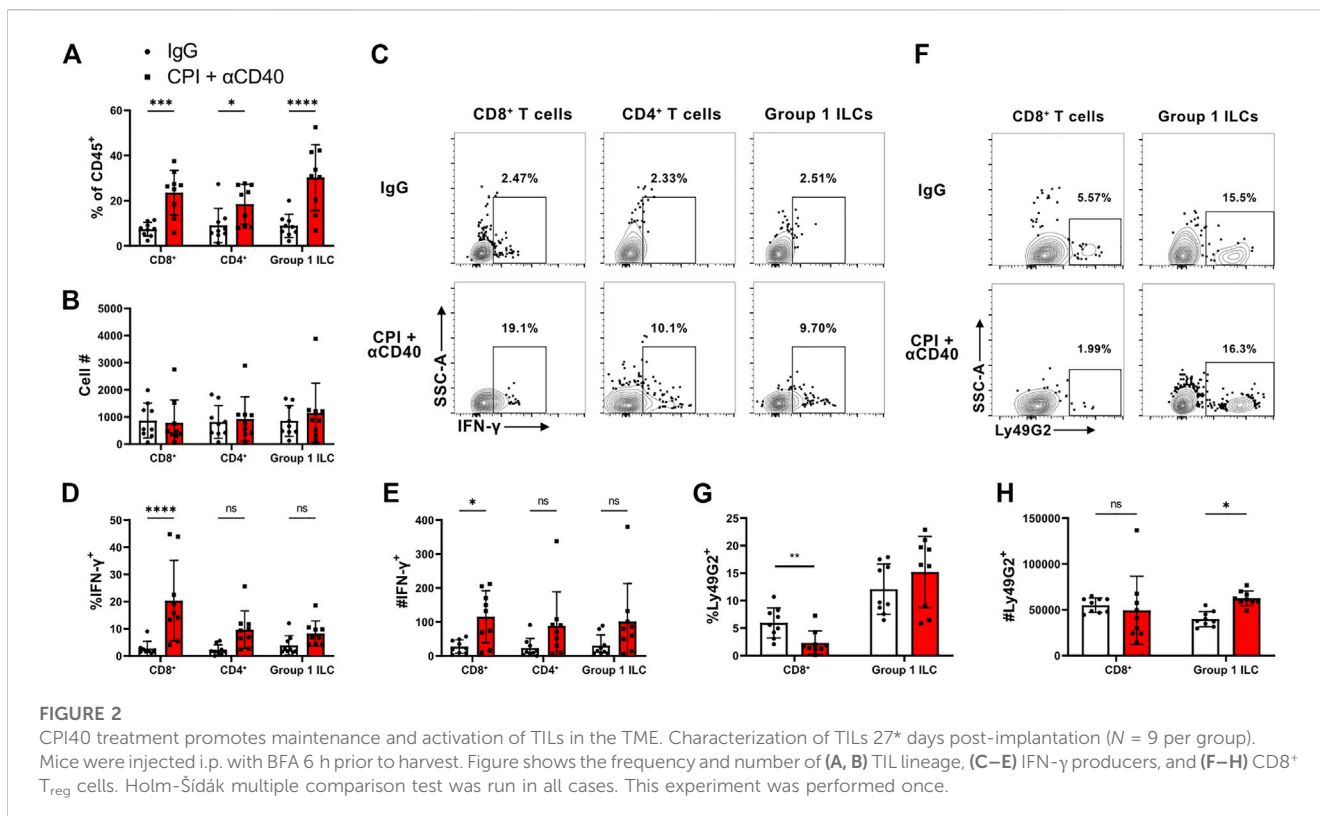 A
IgG
CPI + αCD40
*** * ****
60
40
20
0
% of CD45⁺
CD8⁺ CD4⁺ Group 1 ILC
B
5000
4000
3000
2000
1000
0
Cell #
CD8⁺ CD4⁺ Group 1 ILC
C
CD8⁺ T cells CD4⁺ T cells Group 1 ILCs
IgG
2.47% 2.33% 2.51%
CPI +
αCD40
19.1% 10.1% 9.70%
SSC-A
IFN-γ
F
CD8⁺ T cells Group 1 ILCs
IgG
5.57% 15.5%
CPI +
αCD40
1.99% 16.3%
SSC-A
Ly49G2
D
**** ns ns
50
40
30
20
10
0
%IFN-γ⁺
CD8⁺ CD4⁺ Group 1 ILC
E
* ns ns
400
300
200
100
0
#IFN-γ⁺
CD8⁺ CD4⁺ Group 1 ILC
G
**
25
20
15
10
5
0
%Ly49G2⁺
CD8⁺ Group 1 ILC
H
ns *
150000
100000
50000
0
#Ly49G2⁺
CD8⁺ Group 1 ILC
FIGURE 2
CPI40 treatment promotes maintenance and activation of TILs in the TME. Characterization of TILs 27* days post-implantation (N = 9 per group).
Mice were injected i.p. with BFA 6 h prior to harvest. Figure shows the frequency and number of (A, B) TIL lineage, (C–E) IFN-γ producers, and (F–H) CD8⁺
Treg cells. Holm-Šídák multiple comparison test was run in all cases. This experiment was performed once.